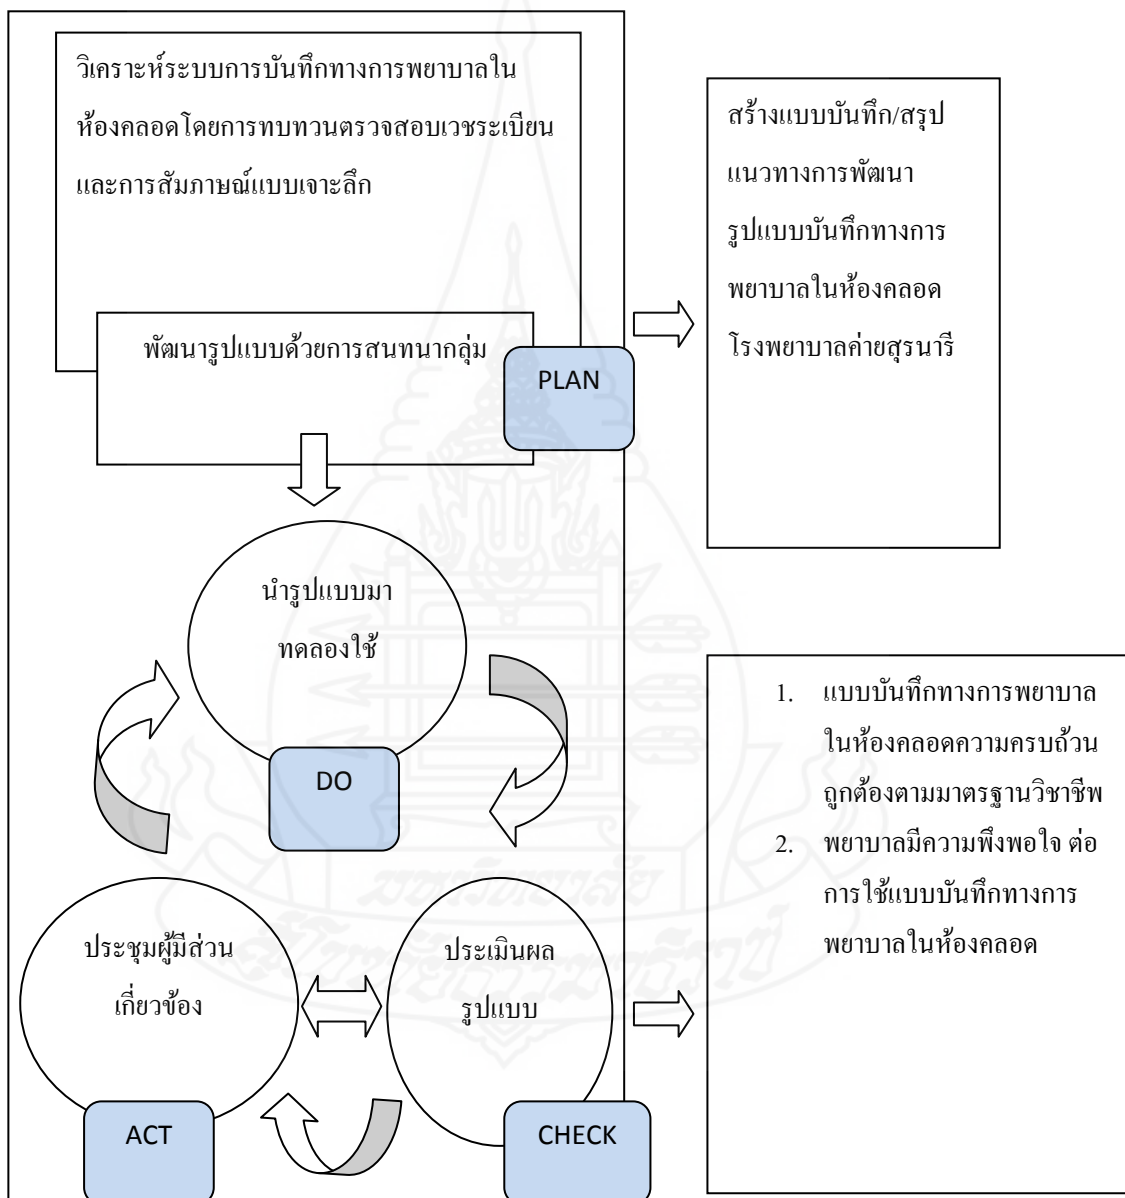 วิเคราะห์ระบบการบันทึกทางการพยาบาลใน
ห้องคลอดโดยการทบทวนตรวจสอบเวชระเบียน
และการสัมภาษณ์แบบเจาะลึก
พัฒนารูปแบบด้วยการสนทนากลุ่ม
PLAN
สร้างแบบบันทึก/สรุป
แนวทางการพัฒนา
รูปแบบบันทึกทางการ
พยาบาลในห้องคลอด
โรงพยาบาลค่ายสุรนารี
นำรูปแบบมา
ทดลองใช้
DO
ประชุมผู้มีส่วน
เกี่ยวข้อง
ACT
ประเมินผล
รูปแบบ
CHECK
1. แบบบันทึกทางการพยาบาล
ในห้องคลอดความครบถ้วน
ถูกต้องตามมาตรฐานวิชาชีพ
2. พยาบาลมีความพึงพอใจ ต่อ
การใช้แบบบันทึกทางการ
พยาบาลในห้องคลอด